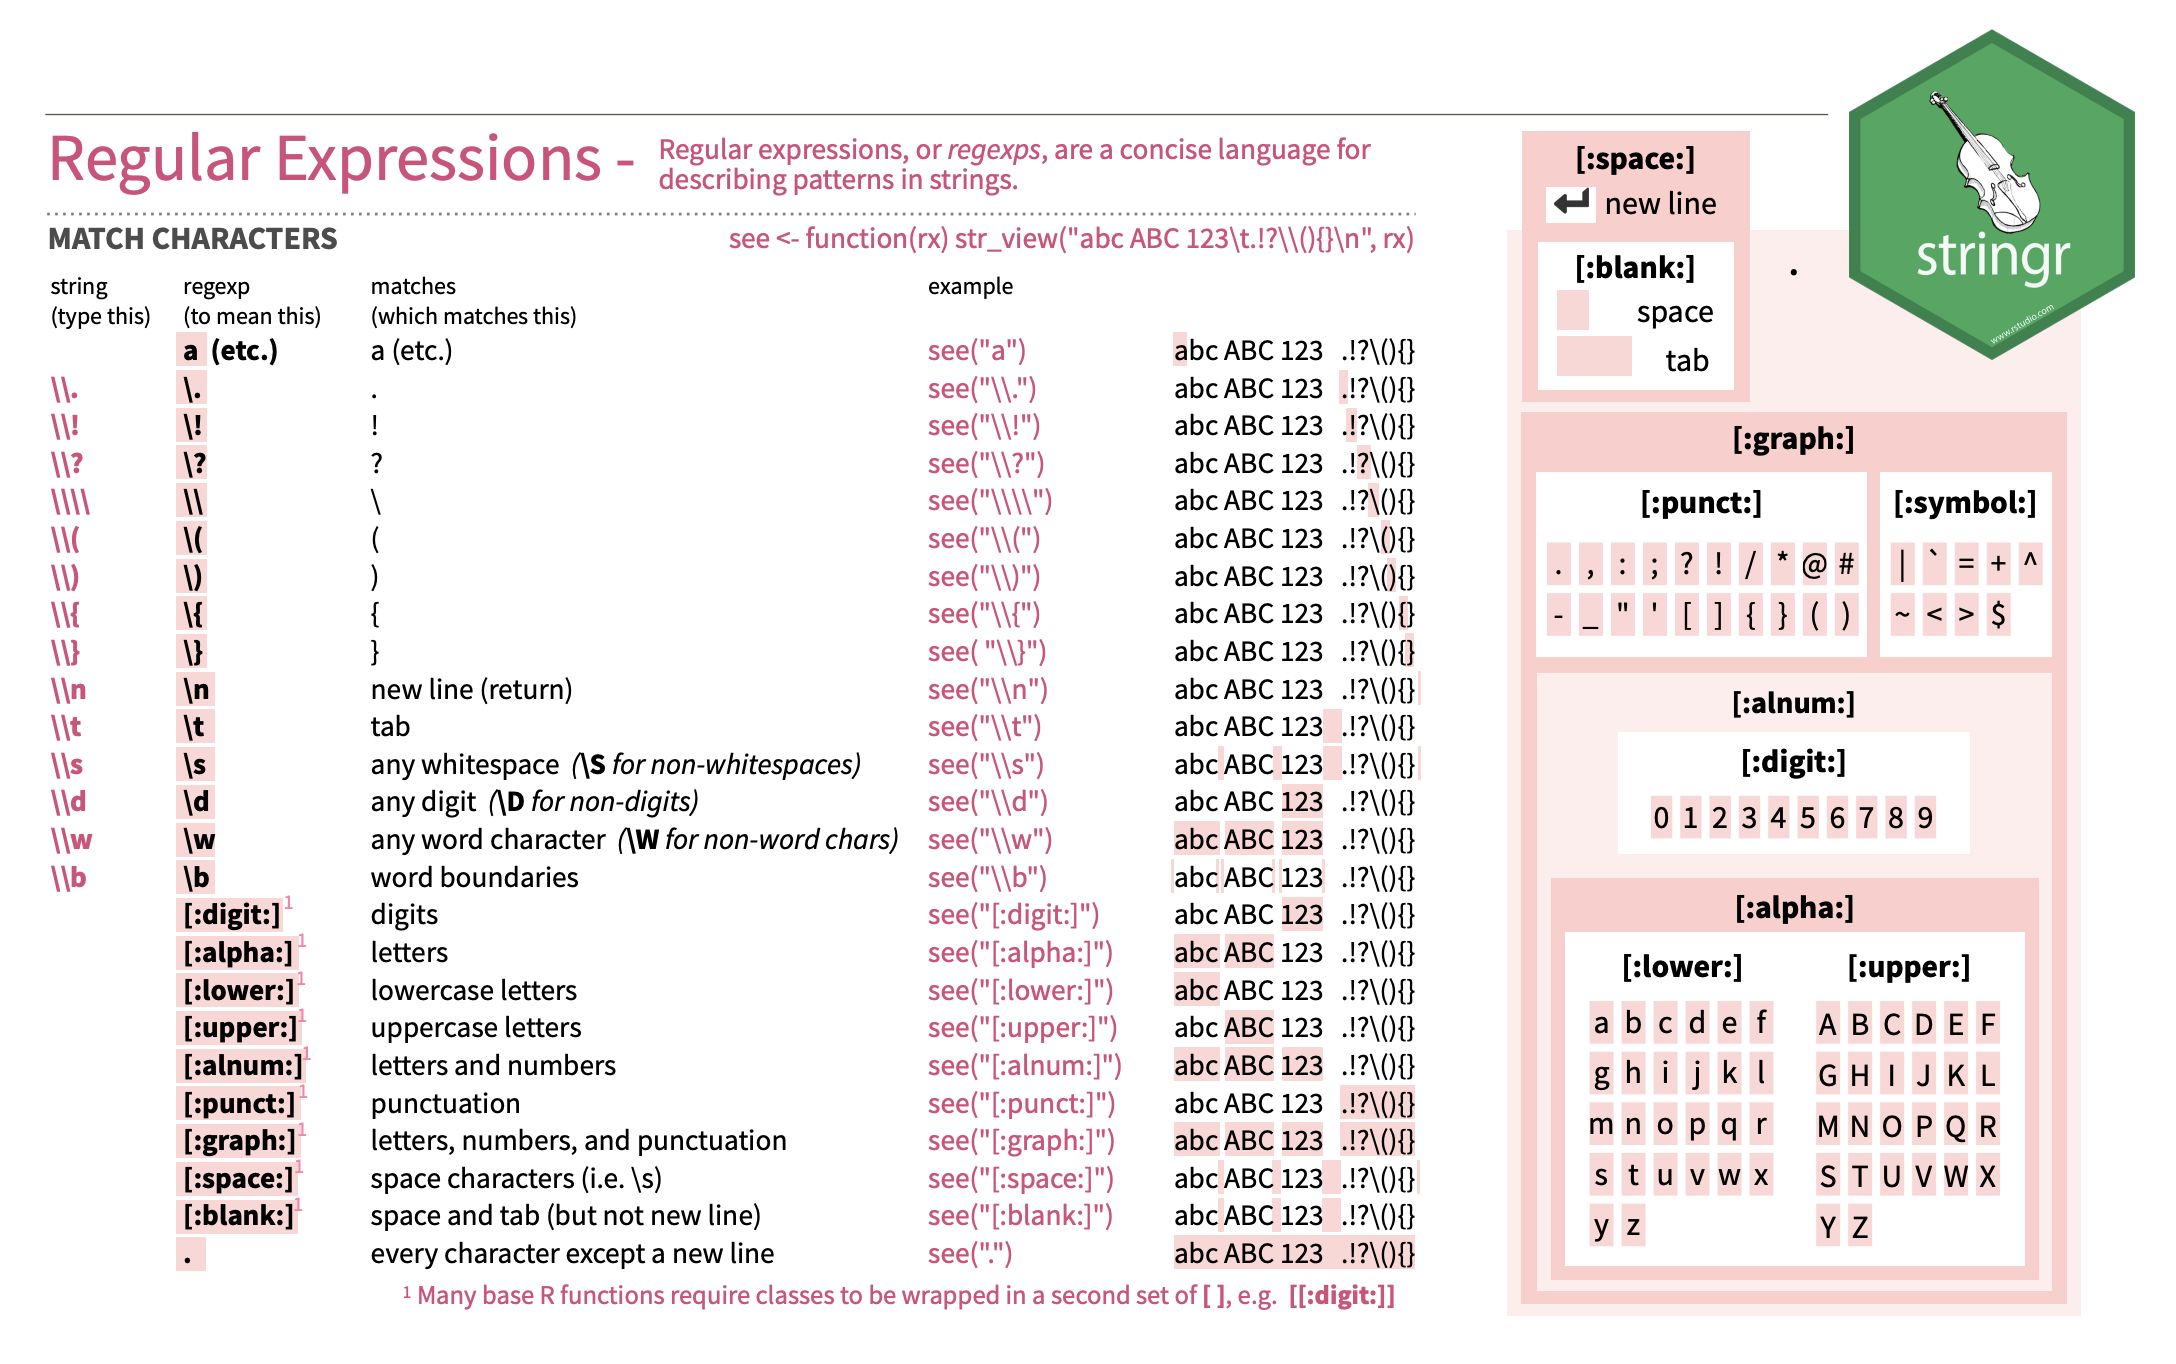 Regular Expressions - Regular expressions, or regexps, are a concise language for
describing patterns in strings.
MATCH CHARACTERS see <- function(rx) str_view("abc ABC 123\t.!?\\(){}\n", rx)
string regexp matches example
(type this) (to mean this) (which matches this)
a (etc.) a (etc.) see("a") abc ABC 123 .!?\(){}
\\. \. . see("\\.") abc ABC 123 .!?\(){}
\\! \! ! see("\\!") abc ABC 123 .!?\(){}
\\? \? ? see("\\?") abc ABC 123 .!?\(){}
\\\\ \\ \ see("\\\\") abc ABC 123 .!?\(){}
\\( \( ( see("\\(") abc ABC 123 .!?\(){}
\\) \) ) see("\\)") abc ABC 123 .!?\(){}
\\{ \{ { see("\\{") abc ABC 123 .!?\(){}
\\} \} } see( "\\}") abc ABC 123 .!?\(){}
\\n \n new line (return) see("\\n") abc ABC 123 .!?\(){}
\\t \t tab see("\\t") abc ABC 123 .!?\(){}
\\s \s any whitespace (\S for non-whitespaces) see("\\s") abc ABC 123 .!?\(){}
\\d \d any digit (\D for non-digits) see("\\d") abc ABC 123 .!?\(){}
\\w \w any word character (\W for non-word chars) see("\\w") abc ABC 123 .!?\(){}
\\b \b word boundaries see("\\b") abc ABC 123 .!?\(){}
[:digit:]1 digits see("[:digit:]") abc ABC 123 .!?\(){}
[:alpha:]1 letters see("[:alpha:]") abc ABC 123 .!?\(){}
[:lower:]1 lowercase letters see("[:lower:]") abc ABC 123 .!?\(){}
[:upper:]1 uppercase letters see("[:upper:]") abc ABC 123 .!?\(){}
[:alnum:]1 letters and numbers see("[:alnum:]") abc ABC 123 .!?\(){}
[:punct:]1 punctuation see("[:punct:]") abc ABC 123 .!?\(){}
[:graph:]1 letters, numbers, and punctuation see("[:graph:]") abc ABC 123 .!?\(){}
[:space:]1 space characters (i.e. \s) see("[:space:]") abc ABC 123 .!?\(){}
[:blank:]1 space and tab (but not new line) see("[:blank:]") abc ABC 123 .!?\(){}
. every character except a new line see(".") abc ABC 123 .!?\(){}
1 Many base R functions require classes to be wrapped in a second set of [ ], e.g. [[:digit:]]
[:space:]
new line
[:blank:]
space
tab
.
stringr
www.rstudio.com
[:graph:]
[:punct:]
. , : ; ? ! / * @ #
- _ " ' [ ] { } ( )
[:symbol:]
| ` = + ^
~ < > $
[:alnum:]
[:digit:]
0 1 2 3 4 5 6 7 8 9
[:alpha:]
[:lower:]
a b c d e f
g h i j k l
m n o p q r
s t u v w x
y z
[:upper:]
A B C D E F
G H I J K L
M N O P Q R
S T U V W X
Y Z